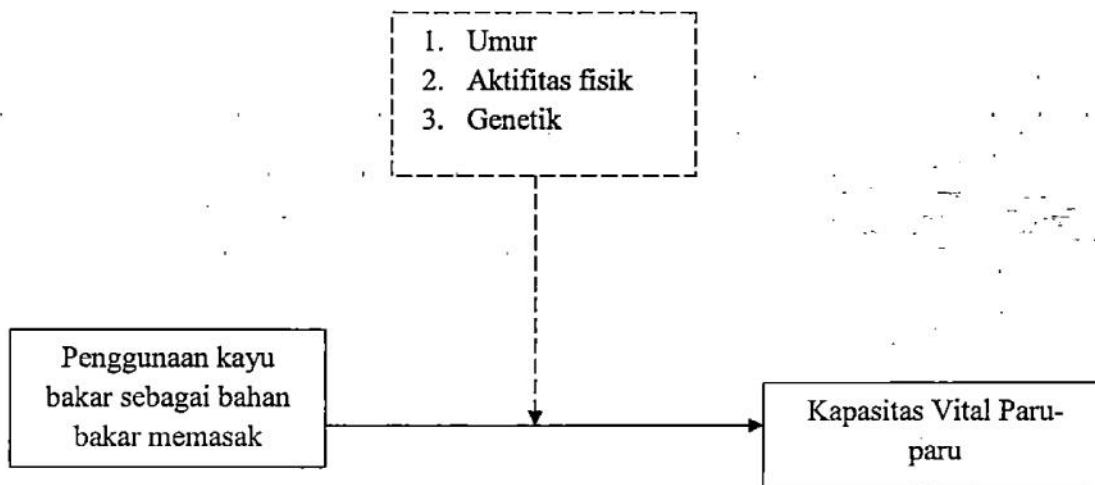 1. Umur
2. Aktifitas fisik
3. Genetik
Penggunaan kayu
bakar sebagai bahan
bakar memasak
Kapasitas Vital Paru-
paru